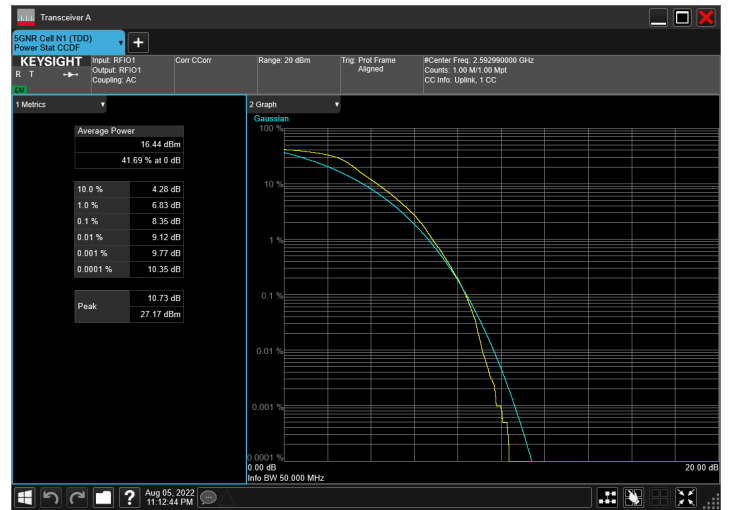 Transceiver A
5GNR Cell N1 (TDD)
Power Stat CCDF
KEYSIGHT
R T
LXI
Input: RFIO1
Output: RFIO1
Coupling: AC
Corr CCorr
Range: 20 dBm
Trig: Prot Frame
Aligned
#Center Freq: 2.592990000 GHz
Counts: 1.00 M/1.00 Mpt
CC Info: Uplink, 1 CC
1 Metrics
Average Power
16.44 dBm
41.69 % at 0 dB
10.0 % 4.28 dB
1.0 % 6.83 dB
0.1 % 8.35 dB
0.01 % 9.12 dB
0.001 % 9.77 dB
0.0001 % 10.35 dB
Peak
10.73 dB
27.17 dBm
2 Graph
Gaussian
100 %
10 %
1 %
0.1 %
0.01 %
0.001 %
0.0001 %
0.00 dB
20.00 dB
Info BW 50.000 MHz
?
Aug 05, 2022
11:12:44 PM